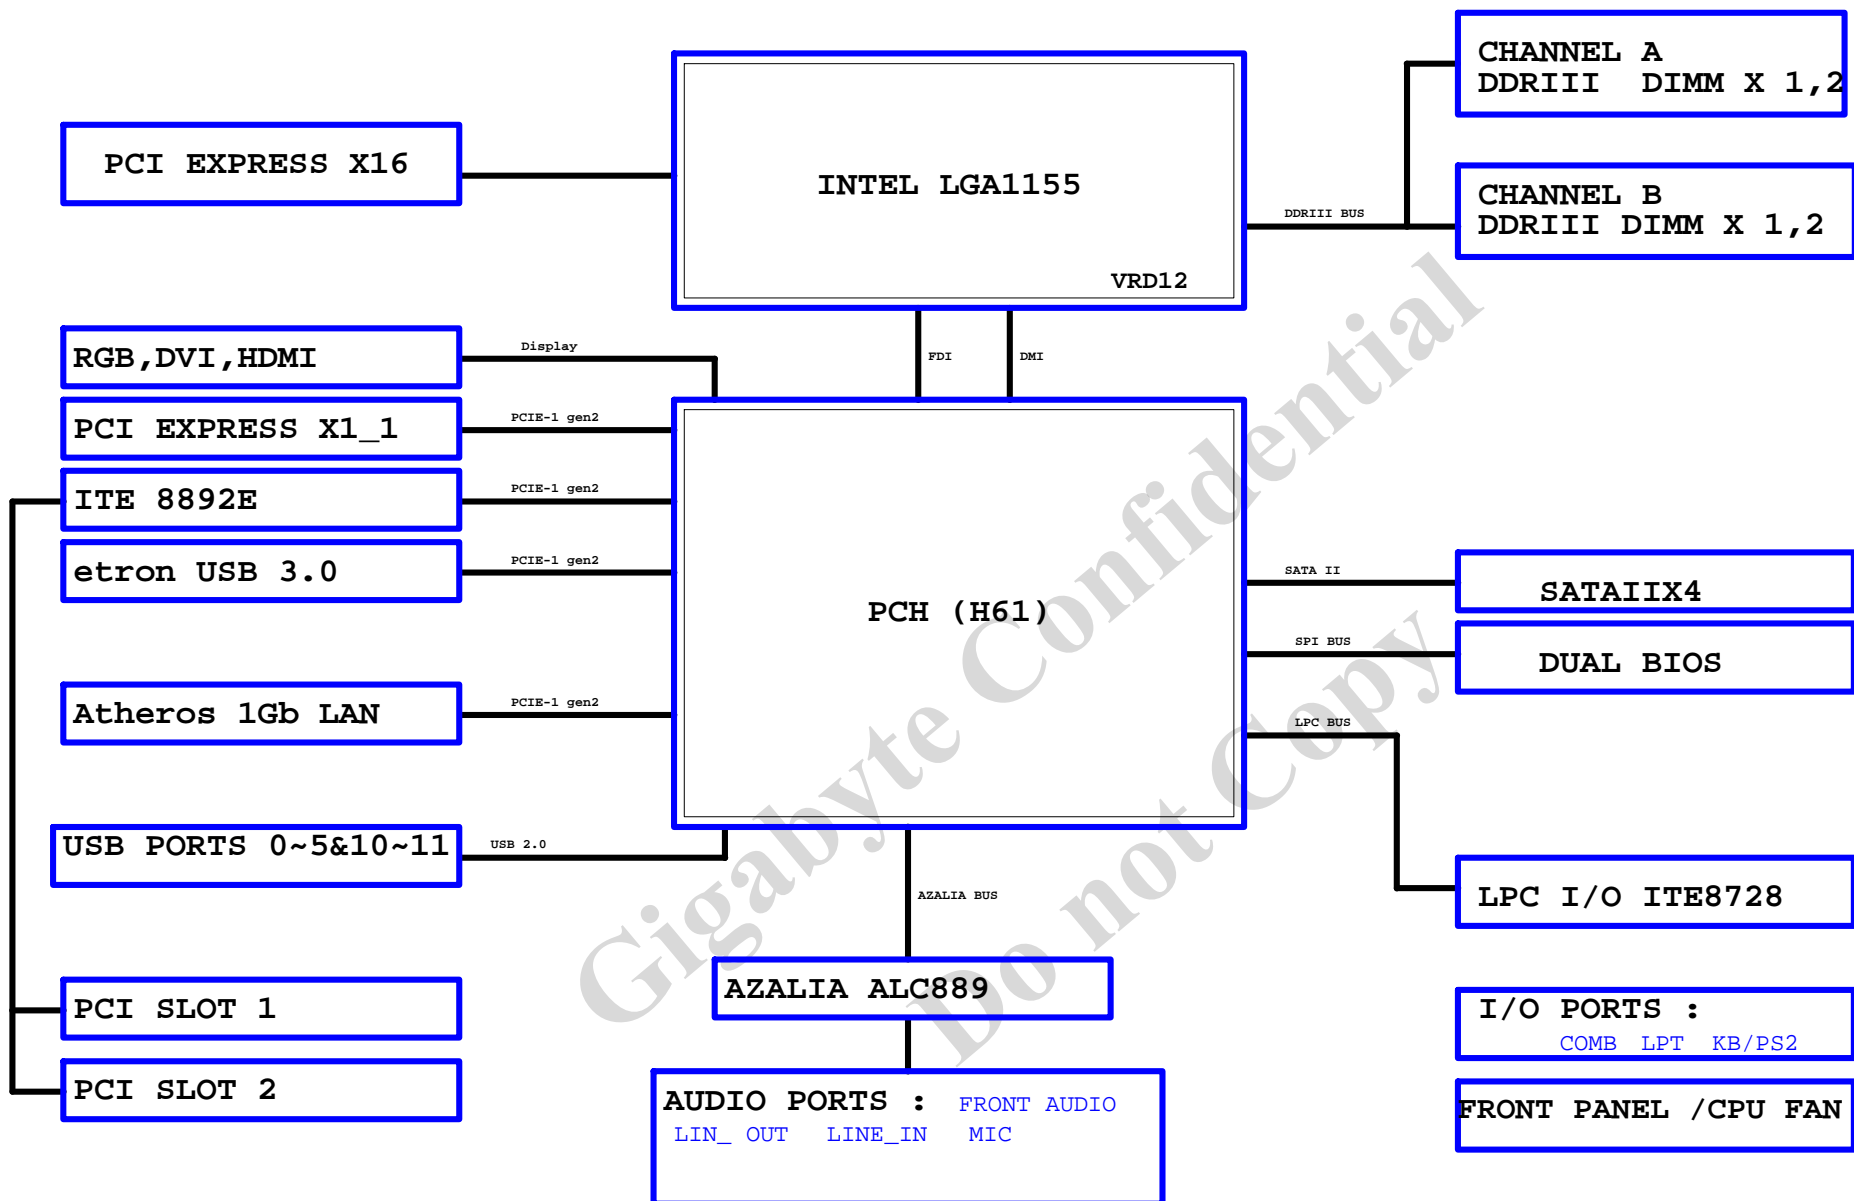 CHANNEL A
DDRIII DIMM X 1,2
PCI EXPRESS X16
INTEL LGA1155
CHANNEL B
DDRIII DIMM X 1,2
DDRIII BUS
VRD12
RGB,DVI,HDMI
Display
FDI
DMI
PCI EXPRESS X1_1
PCIE-1 gen2
ITE 8892E
PCIE-1 gen2
etron USB 3.0
PCIE-1 gen2
PCH (H61)
SATA II
SATAIIX4
SPI BUS
DUAL BIOS
Atheros 1Gb LAN
PCIE-1 gen2
LPC BUS
USB PORTS 0~5&10~11
USB 2.0
AZALIA BUS
LPC I/O ITE8728
AZALIA ALC889
PCI SLOT 1
I/O PORTS :
COMB LPT KB/PS2
PCI SLOT 2
AUDIO PORTS : FRONT AUDIO
LIN_ OUT LINE_IN MIC
FRONT PANEL /CPU FAN
Gigabyte Confidential
Do not Copy